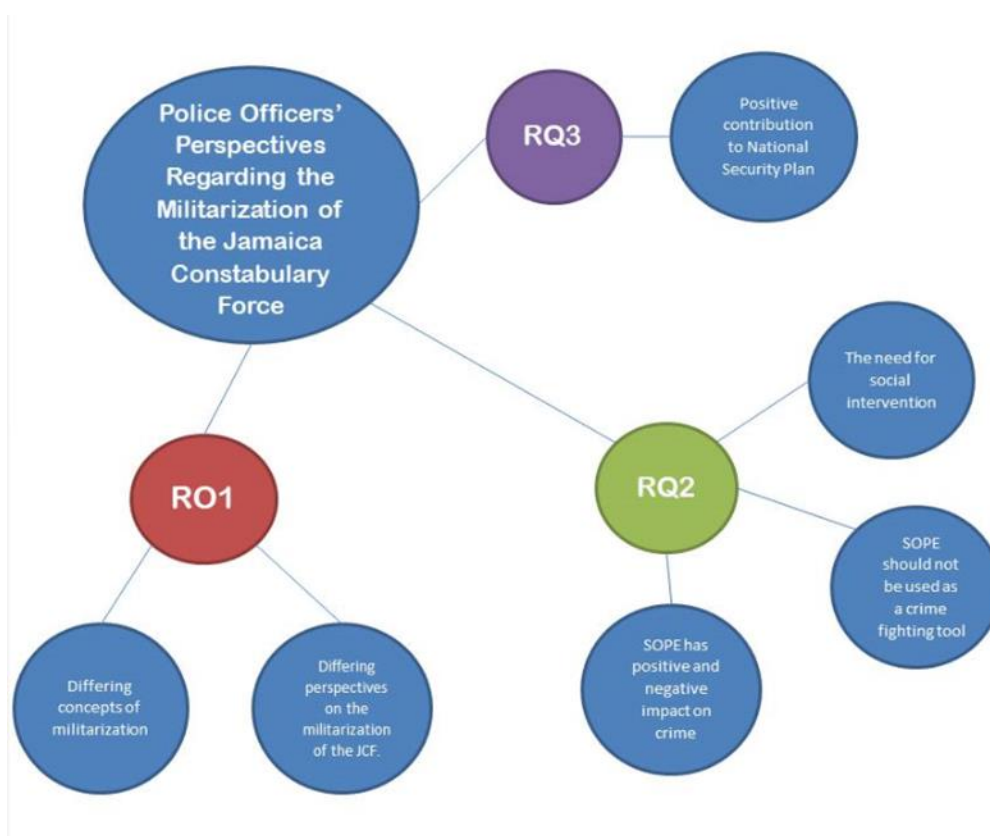 Police Officers'
Perspectives
Regarding the
Militarization of
the Jamaica
Constabulary
Force
RQ3
Positive
contribution
to National
Security Plan
The need for
social
intervention
RO1
RQ2
SOPE
should not
be used as
a crime
fighting tool
SOPE has
positive and
negative
impact on
crime
Differing
concepts of
militarization
Differing
perspectives
on the
militarization
of the JCF.